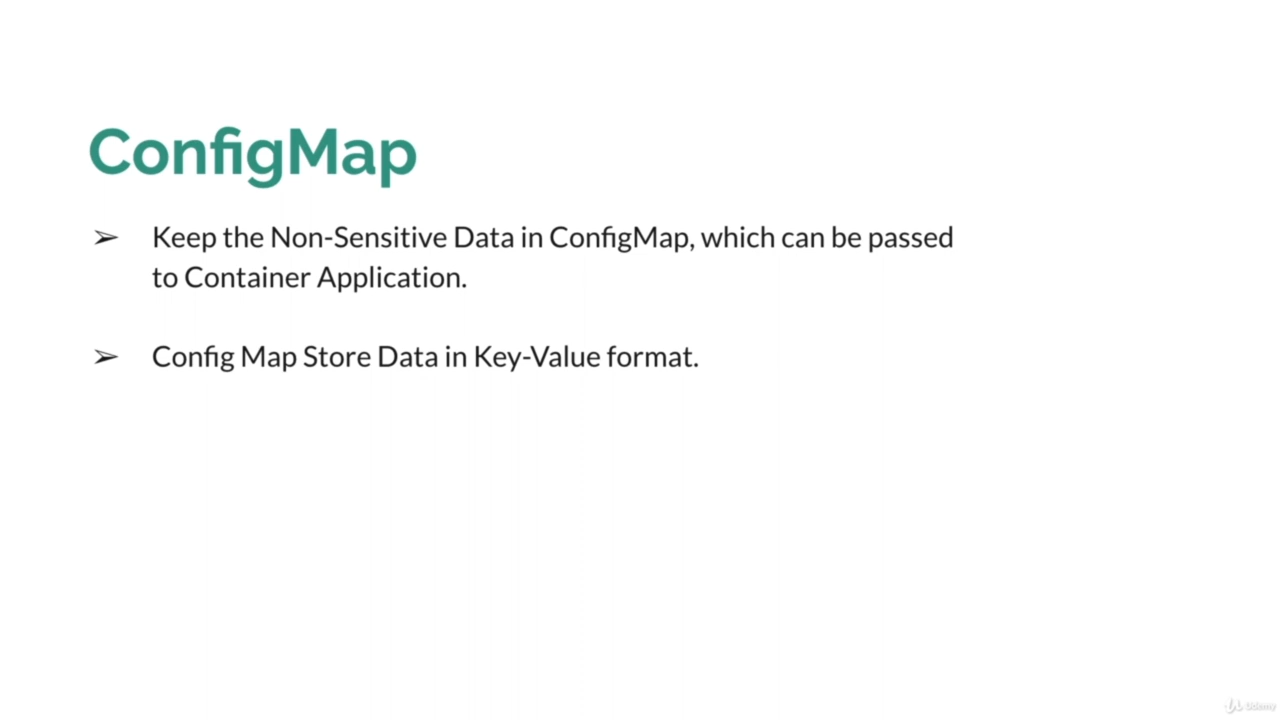 ConfigMap
➢ Keep the Non-Sensitive Data in ConfigMap, which can be passed
to Container Application.
➢ Config Map Store Data in Key-Value format.
Udemy